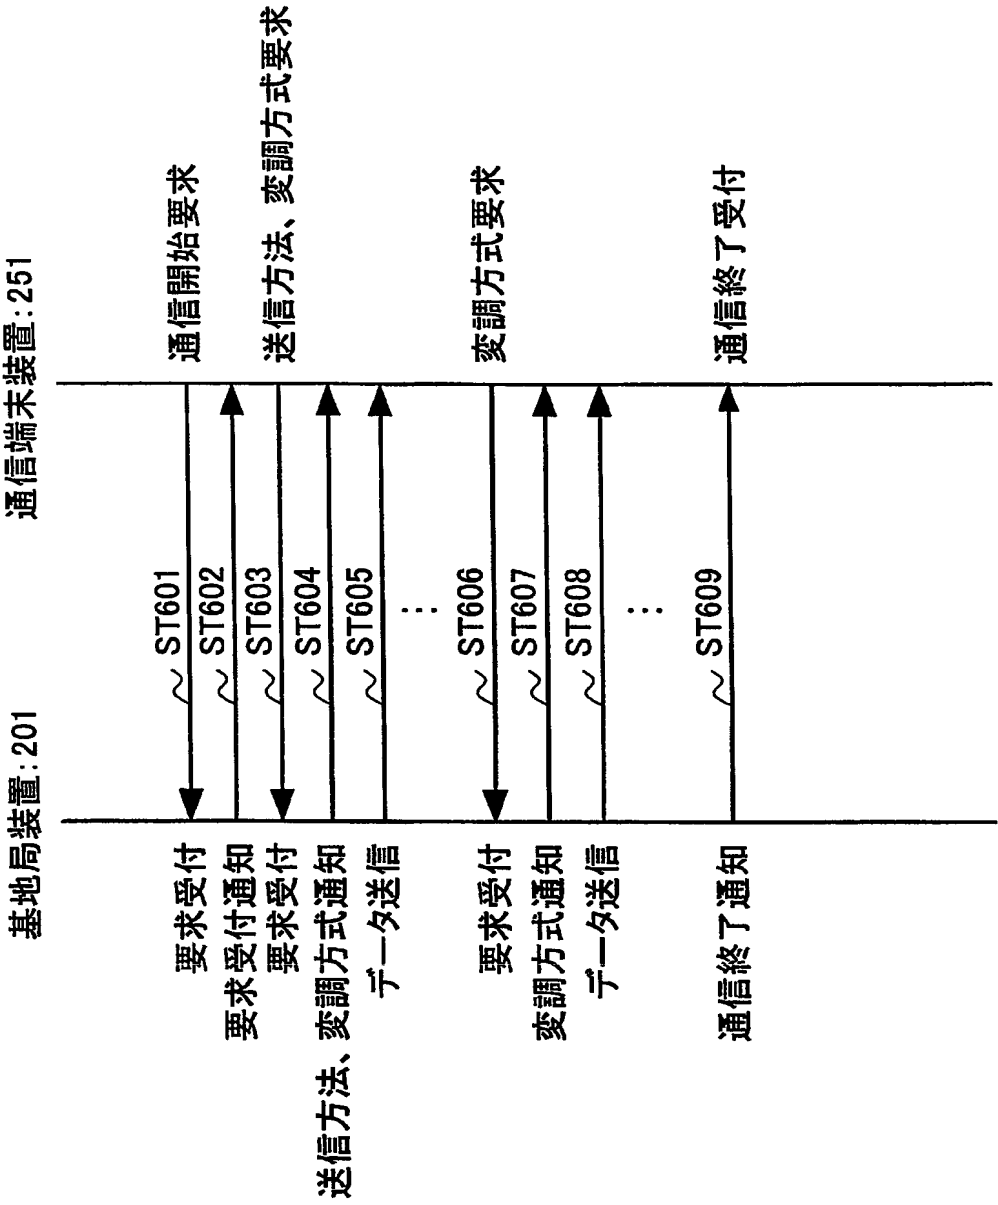 基地局装置:201
通信端末装置:251
要求受付
ST601
通信開始要求
要求受付通知
ST602
要求受付
ST603
送信方法、変調方式要求
送信方法、変調方式通知
ST604
データ送信
ST605
...
要求受付
ST606
変調方式要求
変調方式通知
ST607
データ送信
ST608
...
通信終了通知
ST609
通信終了受付